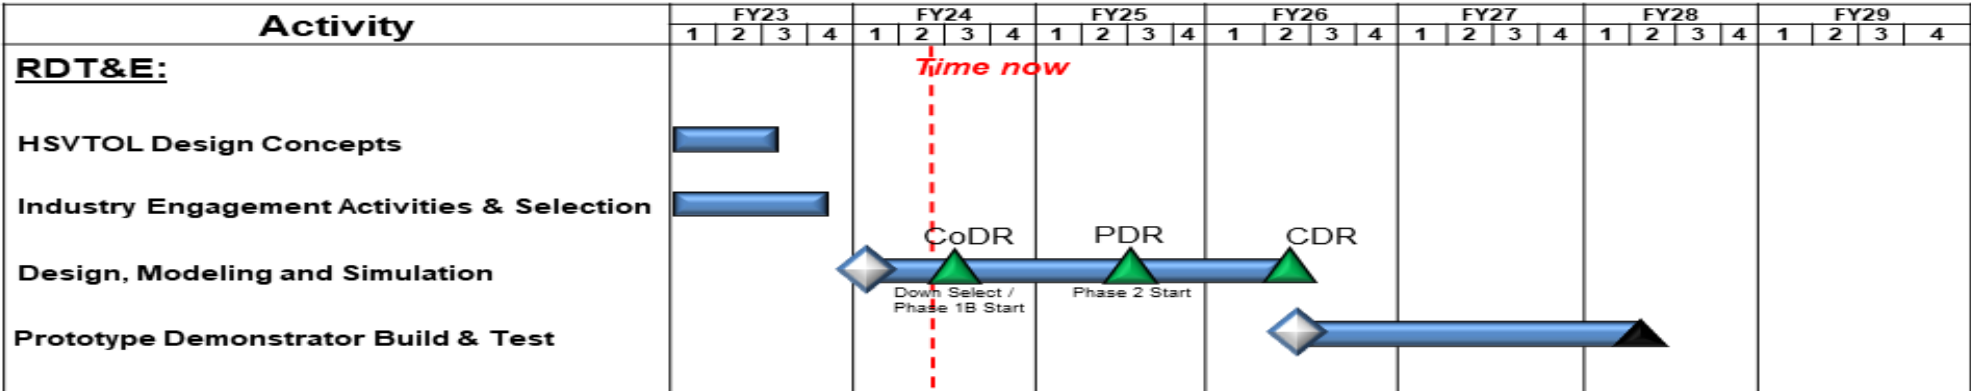 Activity FY23 FY24 FY25 FY26 FY27 FY28 FY29
1 2 3 4 1 2 3 4 1 2 3 4 1 2 3 4 1 2 3 4 1 2 3 4 1 2 3 4
RDT&E: Time now
HSVTOL Design Concepts
Industry Engagement Activities & Selection
CoDR PDR CDR
Design, Modeling and Simulation
Down Select / Phase 2 Start
Phase 1B Start
Prototype Demonstrator Build & Test